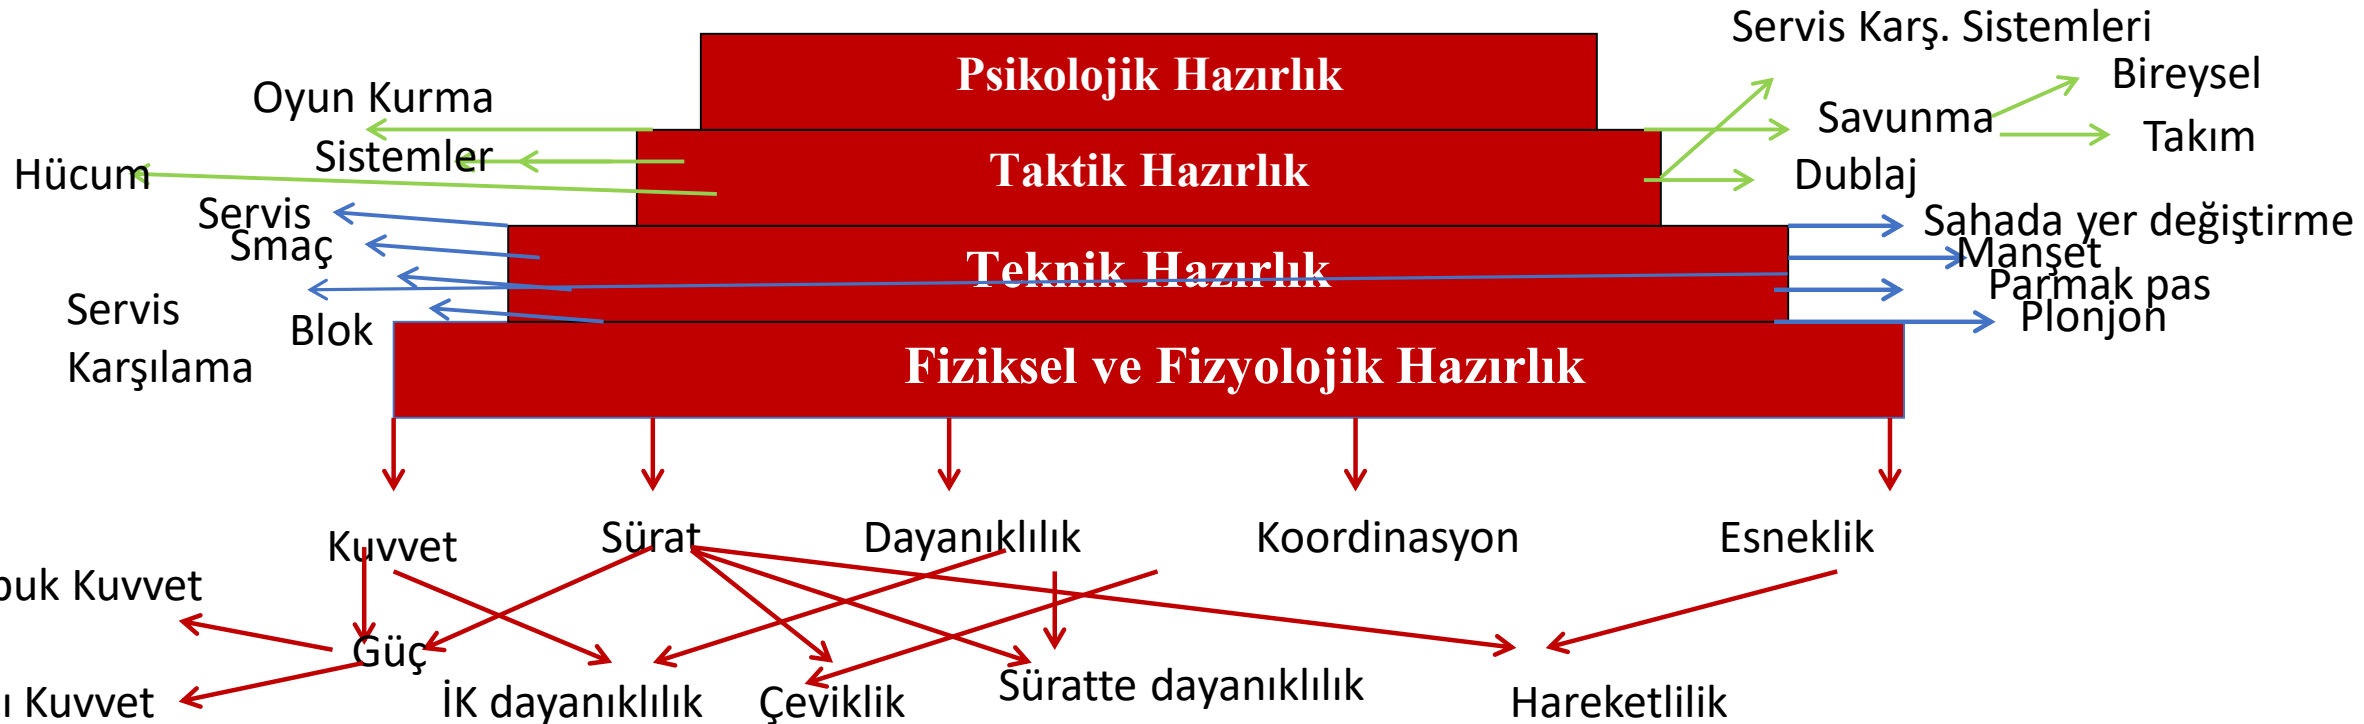 Servis Karş. Sistemleri
Psikolojik Hazırlık
Bireysel
Oyun Kurma
Savunma
Takım
Sistemler
Taktik Hazırlık
Hücum
Dublaj
Servis
Sahada yer değiştirme
Smaç
Manşet
Teknik Hazırlık
Parmak pas
Servis
Karşılama
Blok
Plonjon
Fiziksel ve Fizyolojik Hazırlık
Kuvvet
Sürat
Dayanıklılık
Koordinasyon
Esneklik
Kuvvet
Güç
Kuvvet
İK dayanıklılık
Çeviklik
Süratte dayanıklılık
Hareketlilik